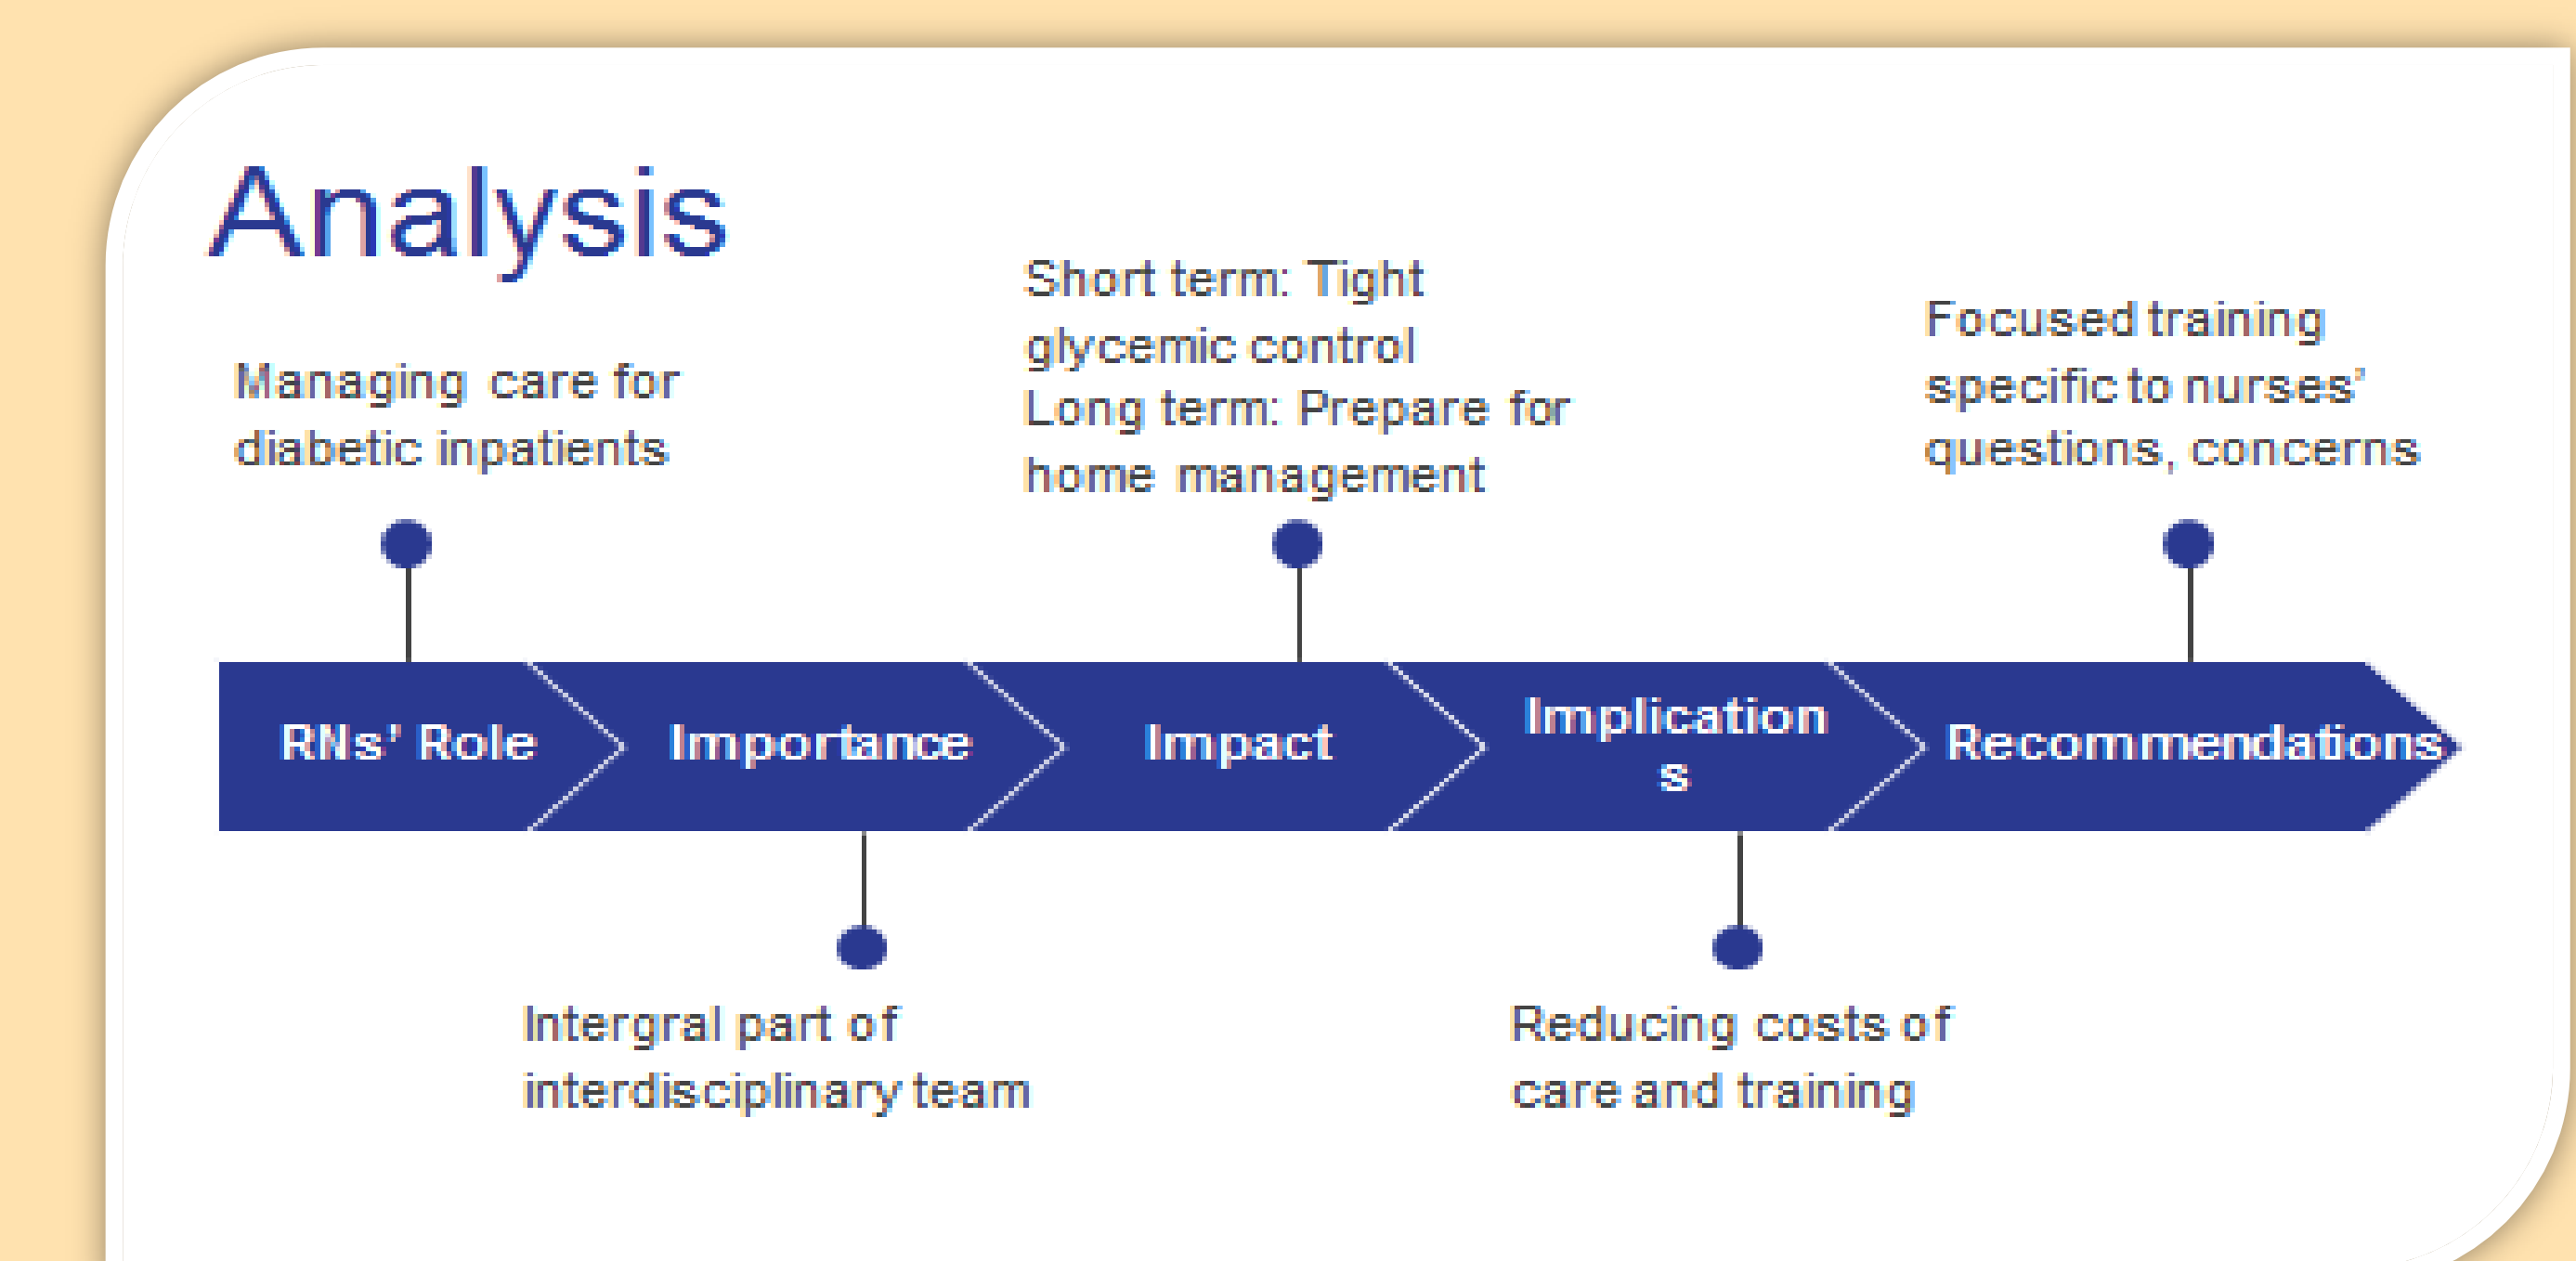 Analysis
Managing care for
diabetic inpatients
Short term: Tight
glycemic control
Long term: Prepare for
home management
Focused training
specific to nurses'
questions, concerns
RNs' Role
Importance
Impact
Implication
s
Recommendations
Intergral part of
interdisciplinary team
Reducing costs of
care and training